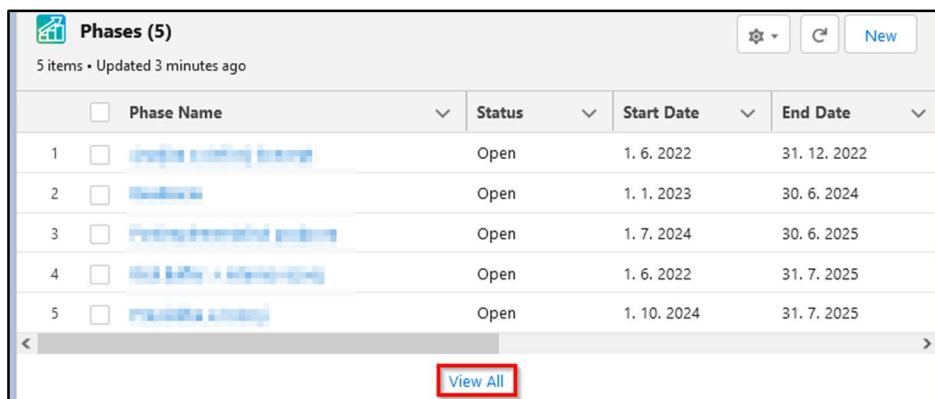 Phases (5)
New
5 items • Updated 3 minutes ago
Phase Name Status Start Date End Date
1 Open 1. 6. 2022 31. 12. 2022
2 Open 1. 1. 2023 30. 6. 2024
3 Open 1. 7. 2024 30. 6. 2025
4 Open 1. 6. 2022 31. 7. 2025
5 Open 1. 10. 2024 31. 7. 2025
View All